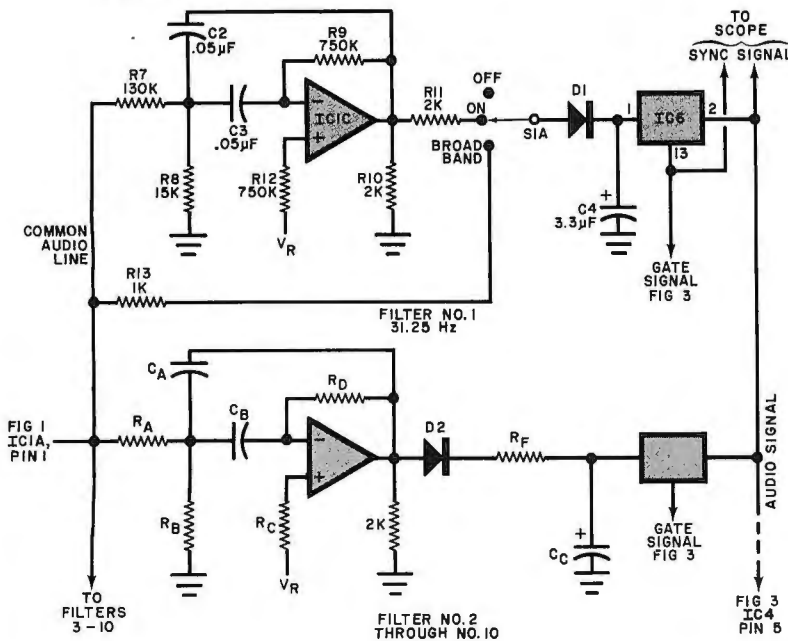 C2
.05µF
R9
750K
R7
130K
C3
.05µF
IC1C
R11
2K
OFF
ON
BROAD
BAND
S1A
D1
1
IC6
2
13
TO
SCOPE
SYNC SIGNAL
R8
15K
R12
750K
VR
R10
2K
+
C4
3.3µF
GATE
SIGNAL
FIG 3
COMMON
AUDIO
LINE
R13
1K
FILTER NO.1
31.25 Hz
CA
RD
CB
FIG 1
IC1A,
PIN 1
RA
−
+
D2
RF
RB
RC
VR
2K
+
CC
GATE
SIGNAL
FIG 3
AUDIO SIGNAL
TO
FILTERS
3-10
FILTER NO.2
THROUGH NO.10
FIG 3
IC4
PIN 5